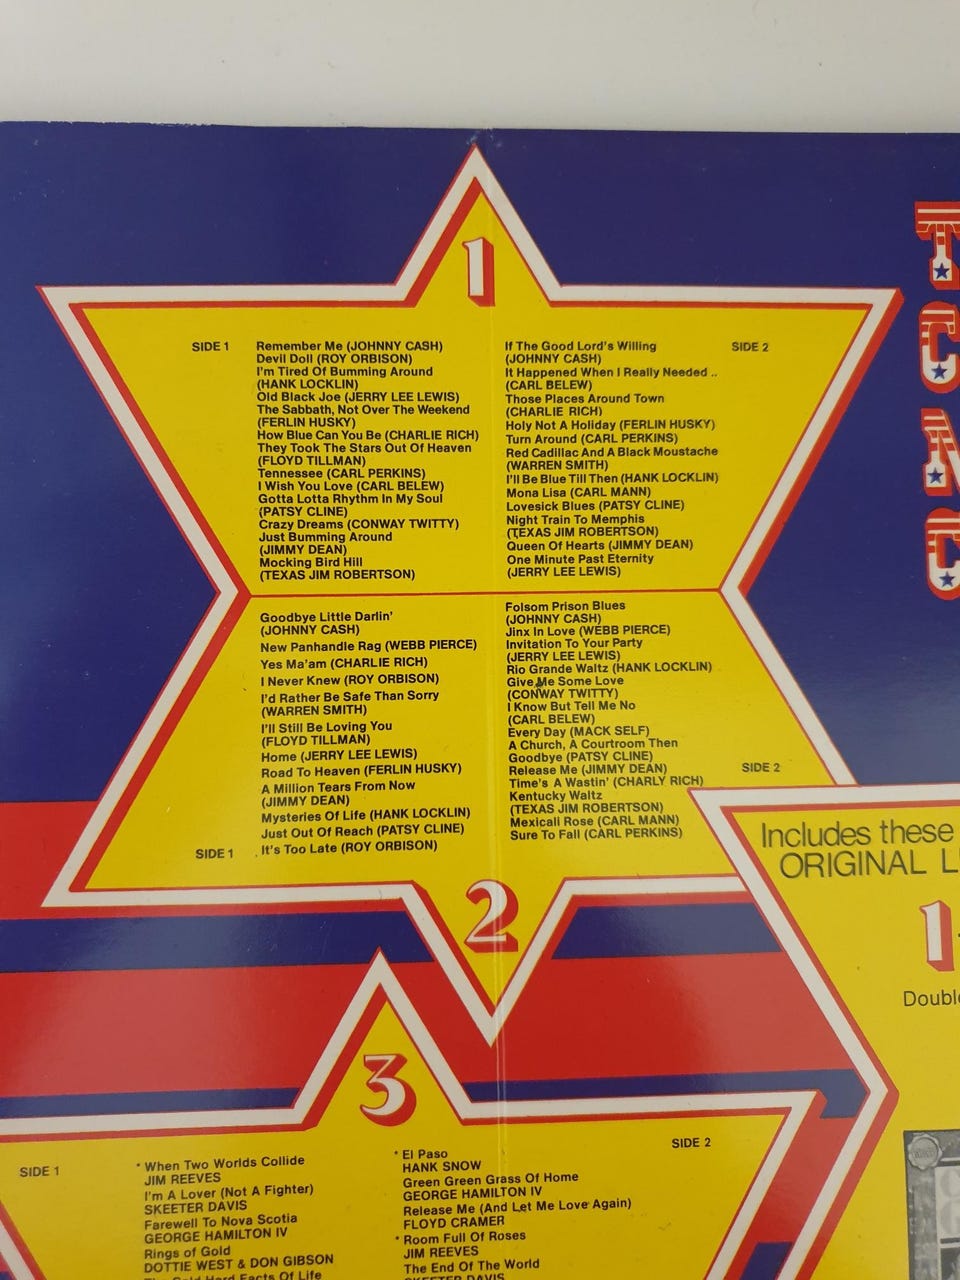 1
SIDE 1
Remember Me (JOHNNY CASH)
Devil Doll (ROY ORBISON)
I'm Tired Of Bumming Around
(HANK LOCKLIN)
Old Black Joe (JERRY LEE LEWIS)
The Sabbath, Not Over The Weekend
(FERLIN HUSKY)
How Blue Can You Be (CHARLIE RICH)
They Took The Stars Out Of Heaven
(FLOYD TILLMAN)
Tennessee (CARL PERKINS)
I Wish You Love (CARL BELEW)
Gotta Lotta Rhythm In My Soul
(PATSY CLINE)
Crazy Dreams (CONWAY TWITTY)
Just Bumming Around
(JIMMY DEAN)
Mocking Bird Hill
(TEXAS JIM ROBERTSON)
SIDE 2
If The Good Lord's Willing
(JOHNNY CASH)
It Happened When I Really Needed ..
(CARL BELEW)
Those Places Around Town
(CHARLIE RICH)
Holy Not A Holiday (FERLIN HUSKY)
Turn Around (CARL PERKINS)
Red Cadillac And A Black Moustache
(WARREN SMITH)
I'll Be Blue Till Then (HANK LOCKLIN)
Mona Lisa (CARL MANN)
Lovesick Blues (PATSY CLINE)
Night Train To Memphis
(TEXAS JIM ROBERTSON)
Queen Of Hearts (JIMMY DEAN)
One Minute Past Eternity
(JERRY LEE LEWIS)
Goodbye Little Darlin'
(JOHNNY CASH)
New Panhandle Rag (WEBB PIERCE)
Yes Ma'am (CHARLIE RICH)
I Never Knew (ROY ORBISON)
I'd Rather Be Safe Than Sorry
(WARREN SMITH)
I'll Still Be Loving You
(FLOYD TILLMAN)
Home (JERRY LEE LEWIS)
Road To Heaven (FERLIN HUSKY)
A Million Tears From Now
(JIMMY DEAN)
Mysteries Of Life (HANK LOCKLIN)
Just Out Of Reach (PATSY CLINE)
SIDE 1
It's Too Late (ROY ORBISON)
Folsom Prison Blues
(JOHNNY CASH)
Jinx In Love (WEBB PIERCE)
Invitation To Your Party
(JERRY LEE LEWIS)
Rio Grande Waltz (HANK LOCKLIN)
Give Me Some Love
(CONWAY TWITTY)
I Know But Tell Me No
(CARL BELEW)
Every Day (MACK SELF)
A Church, A Courtroom Then
Goodbye (PATSY CLINE)
Release Me (JIMMY DEAN)
SIDE 2
Time's A Wastin' (CHARLY RICH)
Kentucky Waltz
(TEXAS JIM ROBERTSON)
Mexicali Rose (CARL MANN)
Sure To Fall (CARL PERKINS)
2
Includes these
ORIGINAL
1
3
SIDE 1
* When Two Worlds Collide
JIM REEVES
I'm A Lover (Not A Fighter)
SKEETER DAVIS
Farewell To Nova Scotia
GEORGE HAMILTON IV
Rings of Gold
DOTTIE WEST & DON GIBSON
The Cold Hard Facts Of Life
SIDE 2
* El Paso
HANK SNOW
Green Green Grass Of Home
GEORGE HAMILTON IV
Release Me (And Let Me Love Again)
FLOYD CRAMER
* Room Full Of Roses
JIM REEVES
The End Of The World
SKEETER DAVIS